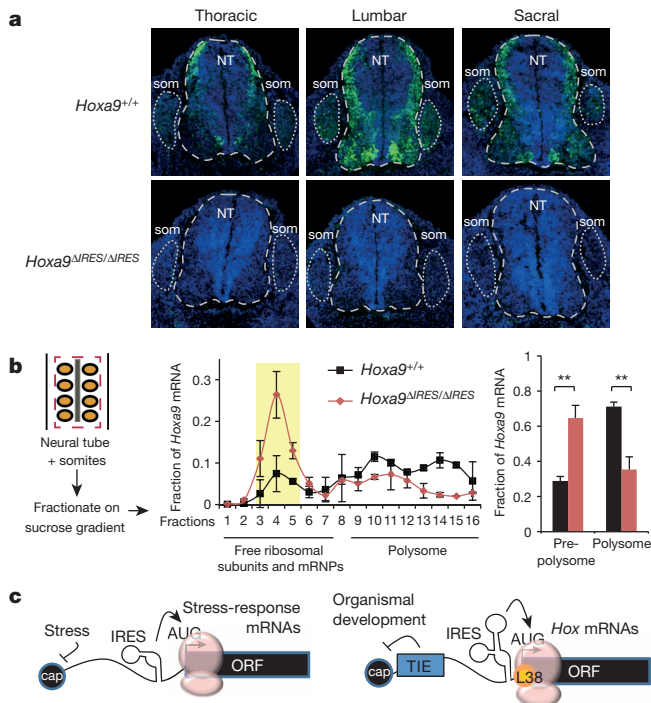 a
Thoracic Lumbar Sacral
Hoxa9+/+
NT NT NT
som som som som som som
Hoxa9ΔIRES/ΔIRES
NT NT NT
som som som som som som
b
Neural tube
+ somites
Fractionate on
sucrose gradient
Fraction of Hoxa9 mRNA
0.3
0.2
0.1
0
Hoxa9+/+
Hoxa9ΔIRES/ΔIRES
Fractions
1 2 3 4 5 6 7 8 9 10 11 12 13 14 15 16
Free ribosomal
subunits and mRNPs
Polysome
Fraction of Hoxa9 mRNA
1
0.8
0.6
0.4
0.2
0
** **
Pre-
polysome
Polysome
c
Stress
cap
IRES
AUG
Stress-response
mRNAs
ORF
Organismal
development
cap
TIE
IRES
AUG
Hox mRNAs
L38
ORF